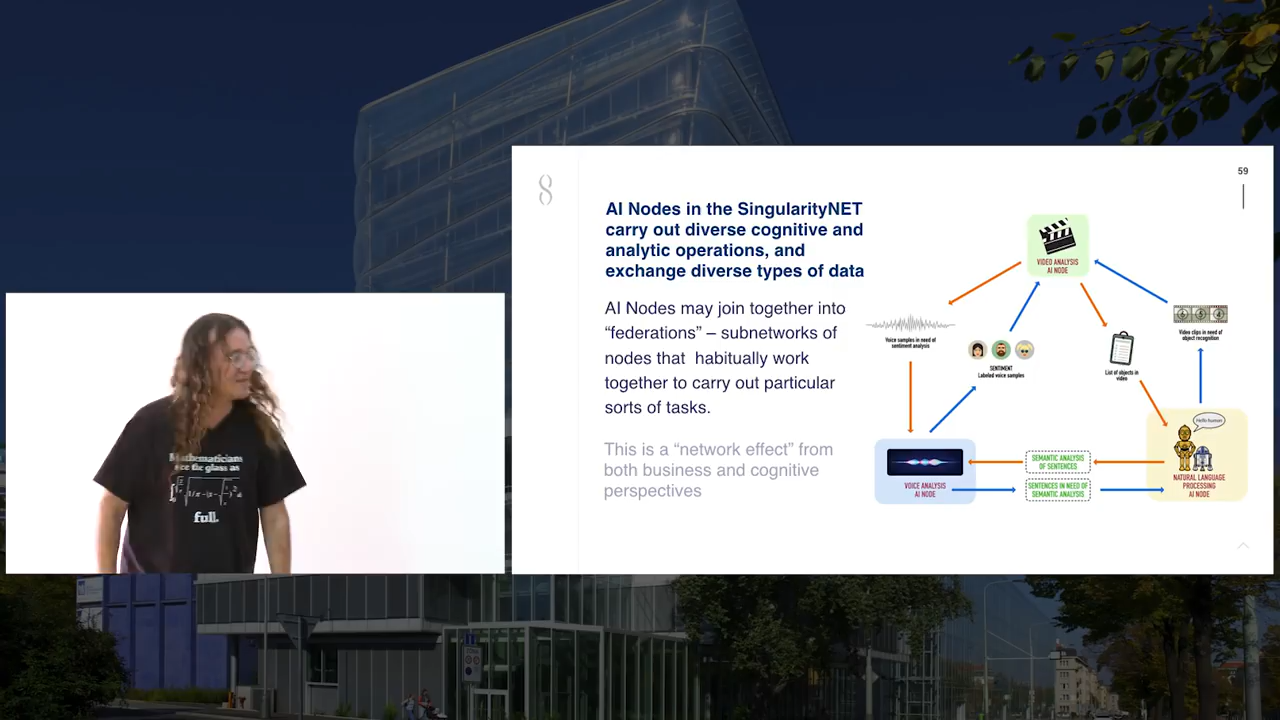 59
AI Nodes in the SingularityNET
carry out diverse cognitive and
analytic operations, and
exchange diverse types of data
AI Nodes may join together into
“federations” – subnetworks of
nodes that habitually work
together to carry out particular
sorts of tasks.
This is a “network effect” from
both business and cognitive
perspectives
VIDEO ANALYSIS
AI NODE
Voice samples in need of
sentiment analysis
SENTIMENT
Labeled voice samples
List of objects in
video
6 5 4
Video clips in need of
object recognition
Hello human
VOICE ANALYSIS
AI NODE
SEMANTIC ANALYSIS
OF SENTENCES
SENTENCES IN NEED OF
SEMANTIC ANALYSIS
NATURAL LANGUAGE
PROCESSING
AI NODE
Mathematicians
see the glass as
full.